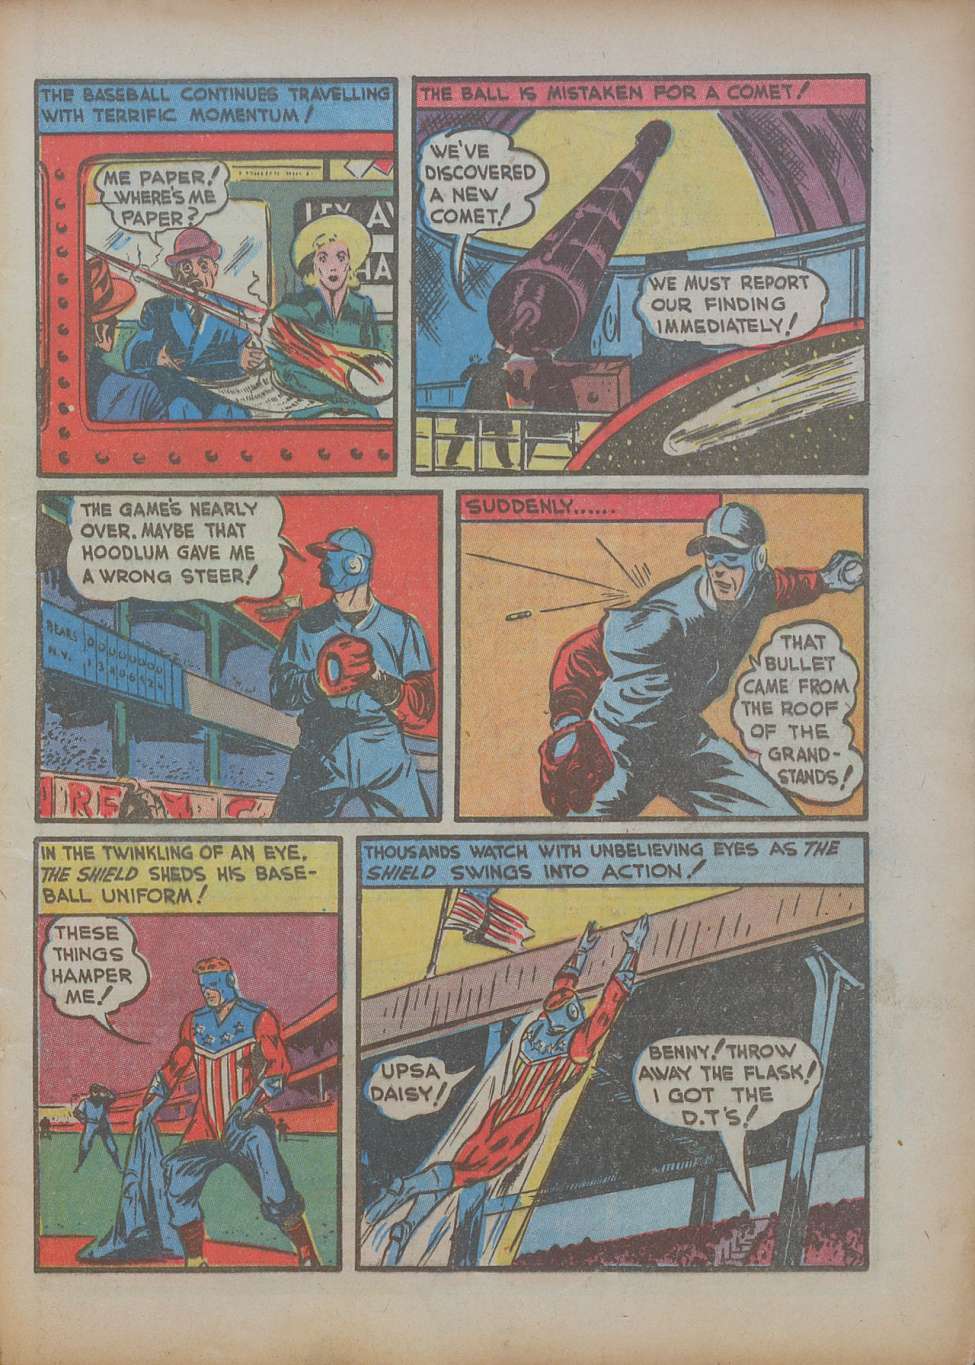 THE BASEBALL CONTINUES TRAVELLING
WITH TERRIFIC MOMENTUM!
ME PAPER!
WHERE'S ME
PAPER?
LEX AV
HA
THE BALL IS MISTAKEN FOR A COMET!
WE'VE
DISCOVERED
A NEW
COMET!
WE MUST REPORT
OUR FINDING
IMMEDIATELY!
THE GAME'S NEARLY
OVER. MAYBE THAT
HOODLUM GAVE ME
A WRONG STEER!
BEARS 00000000
N.Y.
SUDDENLY......
THAT
BULLET
CAME FROM
THE ROOF
OF THE
GRAND-
STANDS!
IN THE TWINKLING OF AN EYE,
THE SHIELD SHEDS HIS BASE-
BALL UNIFORM!
THESE
THINGS
HAMPER
ME!
THOUSANDS WATCH WITH UNBELIEVING EYES AS THE
SHIELD SWINGS INTO ACTION!
UPSA
DAISY!
BENNY! THROW
AWAY THE FLASK!
I GOT THE
D.T'S!